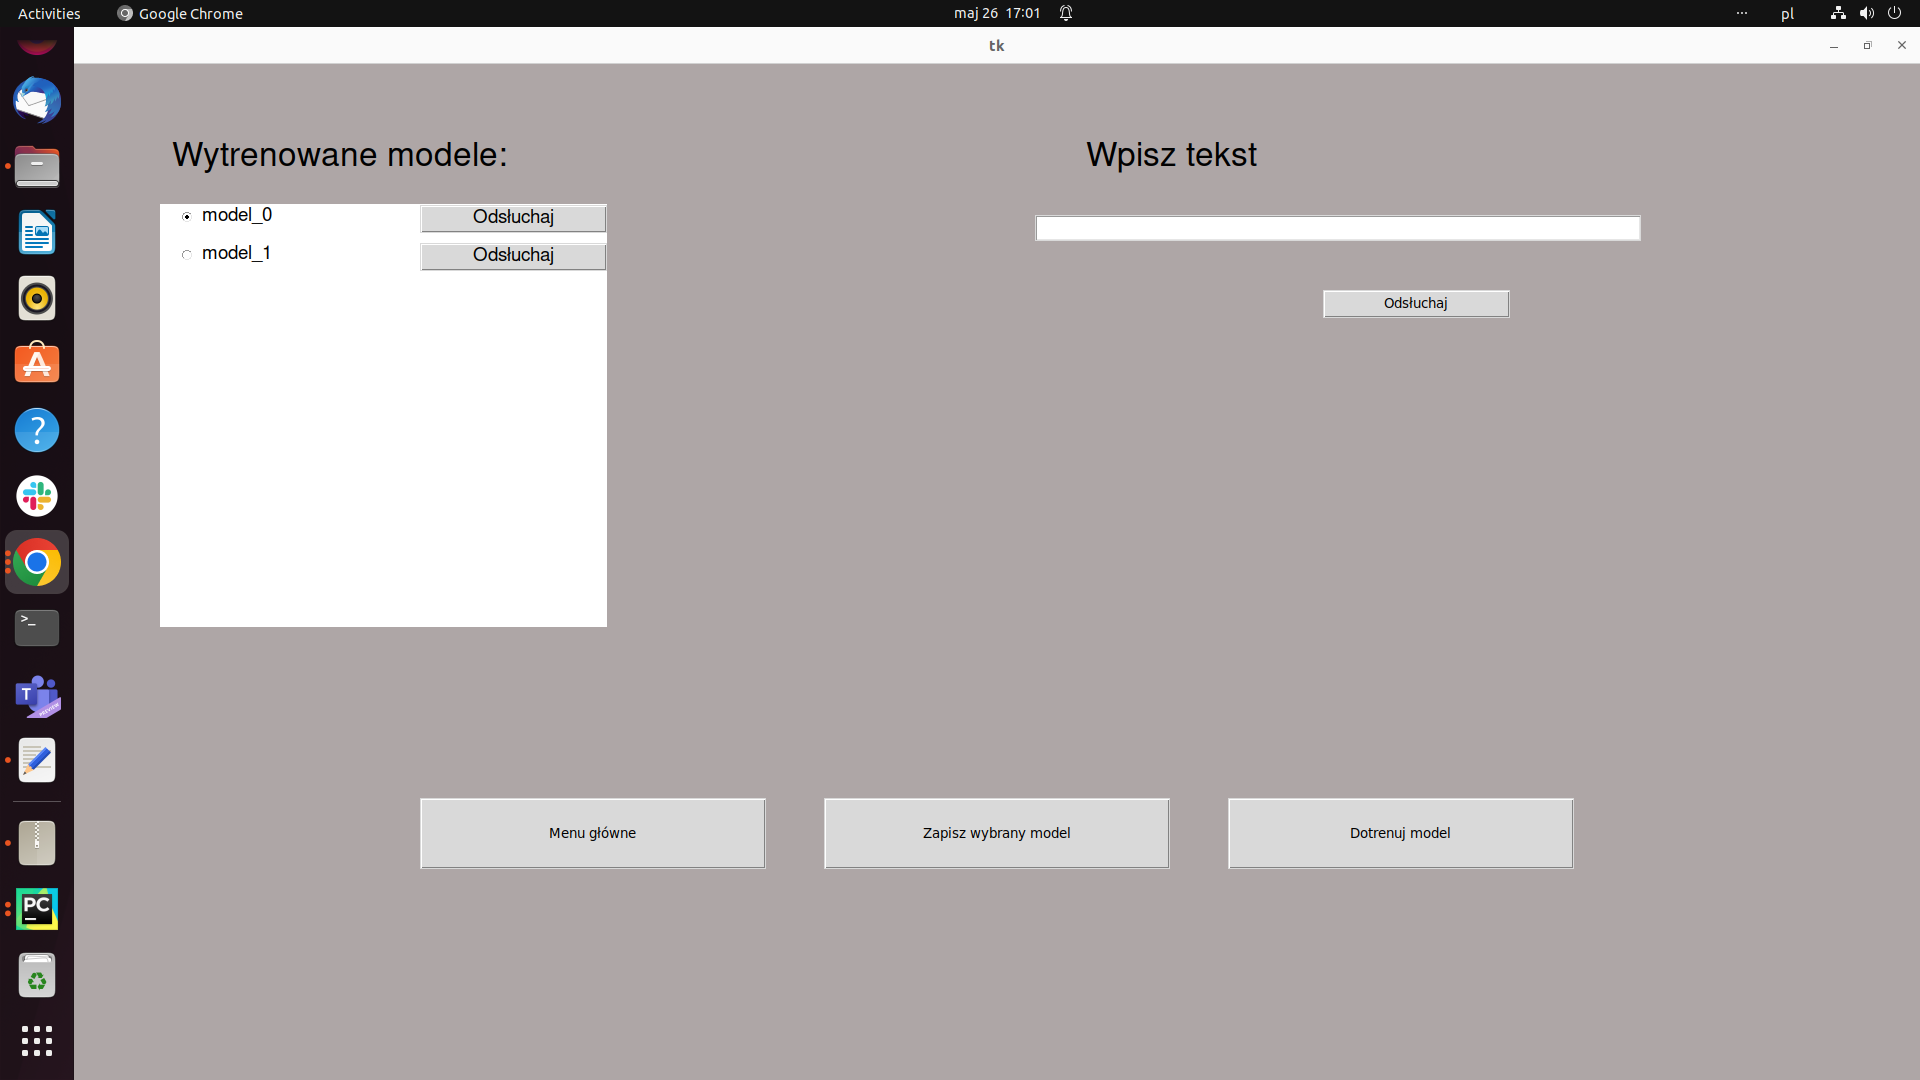 Activities
Google Chrome
maj 26 17:01
pl
tk
Wytrenowane modele:
Wpisz tekst
model_0
Odsłuchaj
model_1
Odsłuchaj
Odsłuchaj
Menu główne
Zapisz wybrany model
Dotrenuj model